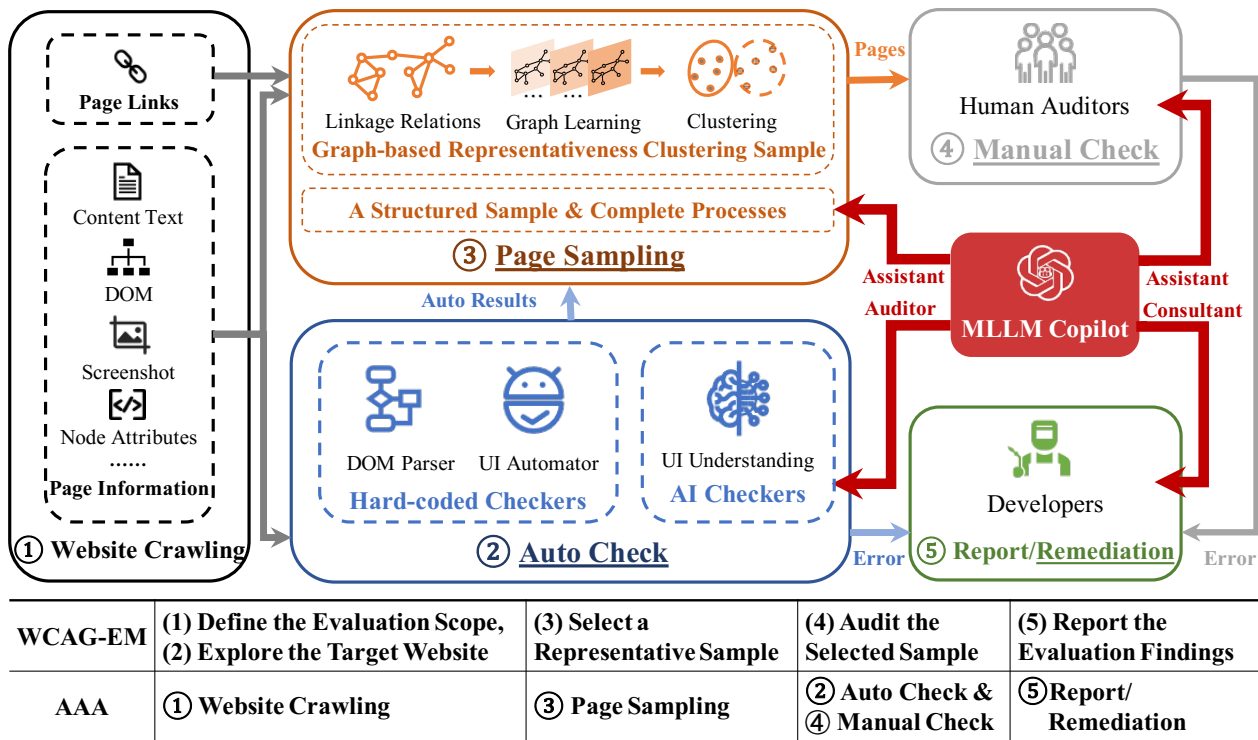 Page Links
Content Text
DOM
Screenshot
Node Attributes
......
Page Information
① Website Crawling
... ...
Linkage Relations Graph Learning Clustering
Graph-based Representativeness Clustering Sample
A Structured Sample & Complete Processes
③ Page Sampling
Auto Results
DOM Parser UI Automator
Hard-coded Checkers
UI Understanding
AI Checkers
② Auto Check
Pages
Human Auditors
④ Manual Check
Assistant
Auditor
MLLM Copilot
Assistant
Consultant
Developers
⑤ Report/Remediation
Error
Error
WCAG-EM
(1) Define the Evaluation Scope,
(2) Explore the Target Website
(3) Select a
Representative Sample
(4) Audit the
Selected Sample
(5) Report the
Evaluation Findings
AAA
① Website Crawling
③ Page Sampling
② Auto Check &
④ Manual Check
⑤Report/
Remediation